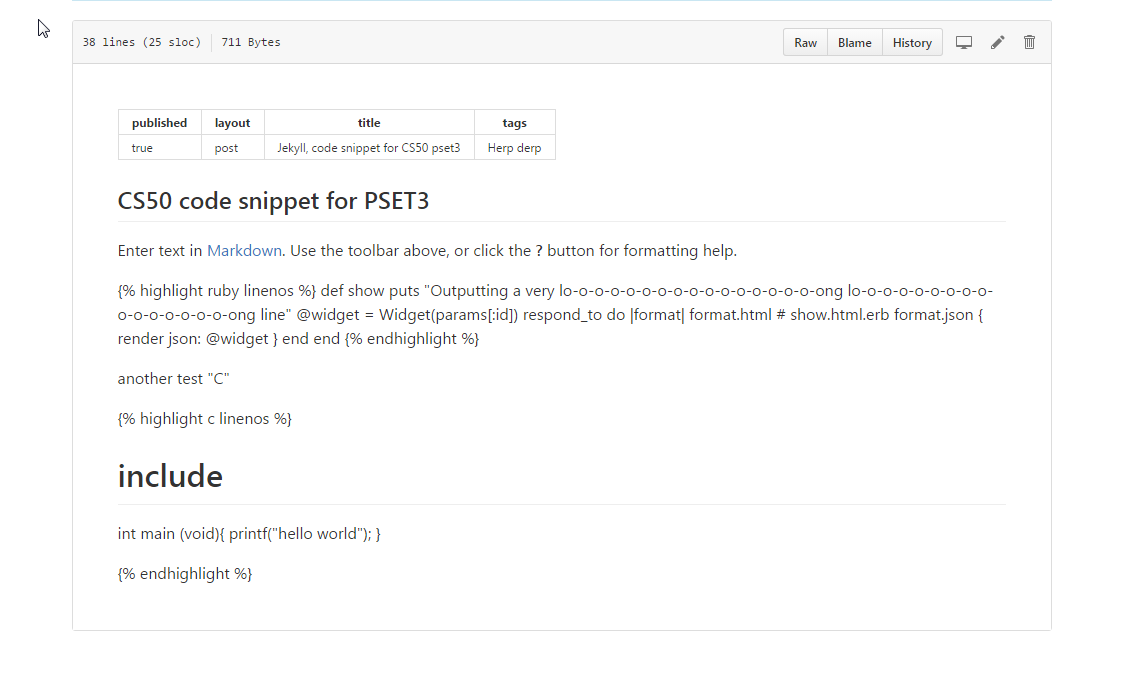 38 lines (25 sloc) 711 Bytes Raw Blame History
published layout title tags
true post Jekyll, code snippet for CS50 pset3 Herp derp
CS50 code snippet for PSET3
Enter text in Markdown. Use the toolbar above, or click the ? button for formatting help.
{% highlight ruby linenos %} def show puts "Outputting a very lo-o-o-o-o-o-o-o-o-o-o-o-o-o-o-o-ong lo-o-o-o-o-o-o-o-o-
o-o-o-o-o-o-o-ong line" @widget = Widget(params[:id]) respond_to do |format| format.html # show.html.erb format.json {
render json: @widget } end end {% endhighlight %}
another test "C"
{% highlight c linenos %}
include
int main (void){ printf("hello world"); }
{% endhighlight %}